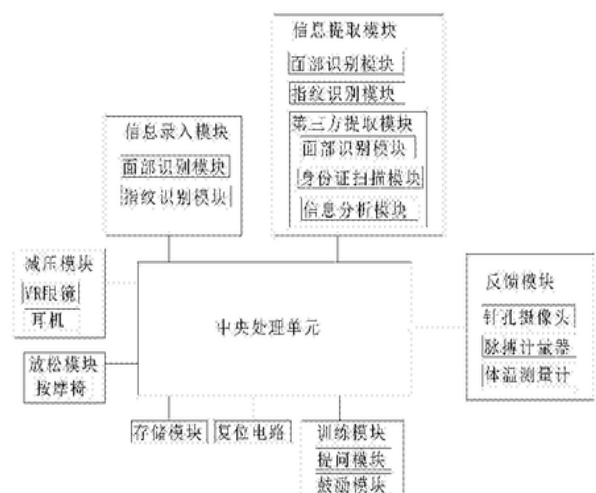 信息提取模块
面部识别模块
指纹识别模块
第三方提取模块
面部识别模块
身份证扫描模块
信息分析模块
信息录入模块
面部识别模块
指纹识别模块
减压模块
VR眼镜
耳机
中央处理单元
反馈模块
针孔摄像头
脉搏计量器
体温测量计
放松模块
按摩椅
存储模块
复位电路
训练模块
提问模块
鼓励模块